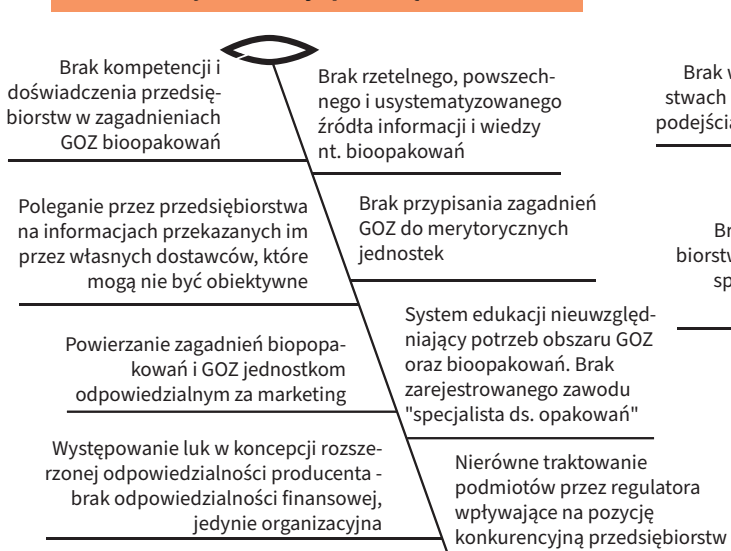 Brak kompetencji i
doświadczenia przedsię-
biorstw w zagadnieniach
GOZ bioopakowań
Brak rzetelnego, powszech-
nego i usystematyzowanego
źródła informacji i wiedzy
nt. bioopakowań
Poleganie przez przedsiębiorstwa
na informacjach przekazanych im
przez własnych dostawców, które
mogą nie być obiektywne
Brak przypisania zagadnień
GOZ do merytorycznych
jednostek
Powierzanie zagadnień biopopa-
kowań i GOZ jednostkom
odpowiedzialnym za marketing
System edukacji nieuwzględ-
niający potrzeb obszaru GOZ
oraz bioopakowań. Brak
zarejestrowanego zawodu
"specjalista ds. opakowań"
Występowanie luk w koncepcji rozsze-
rzonej odpowiedzialności producenta -
brak odpowiedzialności finansowej,
jedynie organizacyjna
Nierówne traktowanie
podmiotów przez regulatora
wpływające na pozycję
konkurencyjną przedsiębiorstw
Brak
stwach